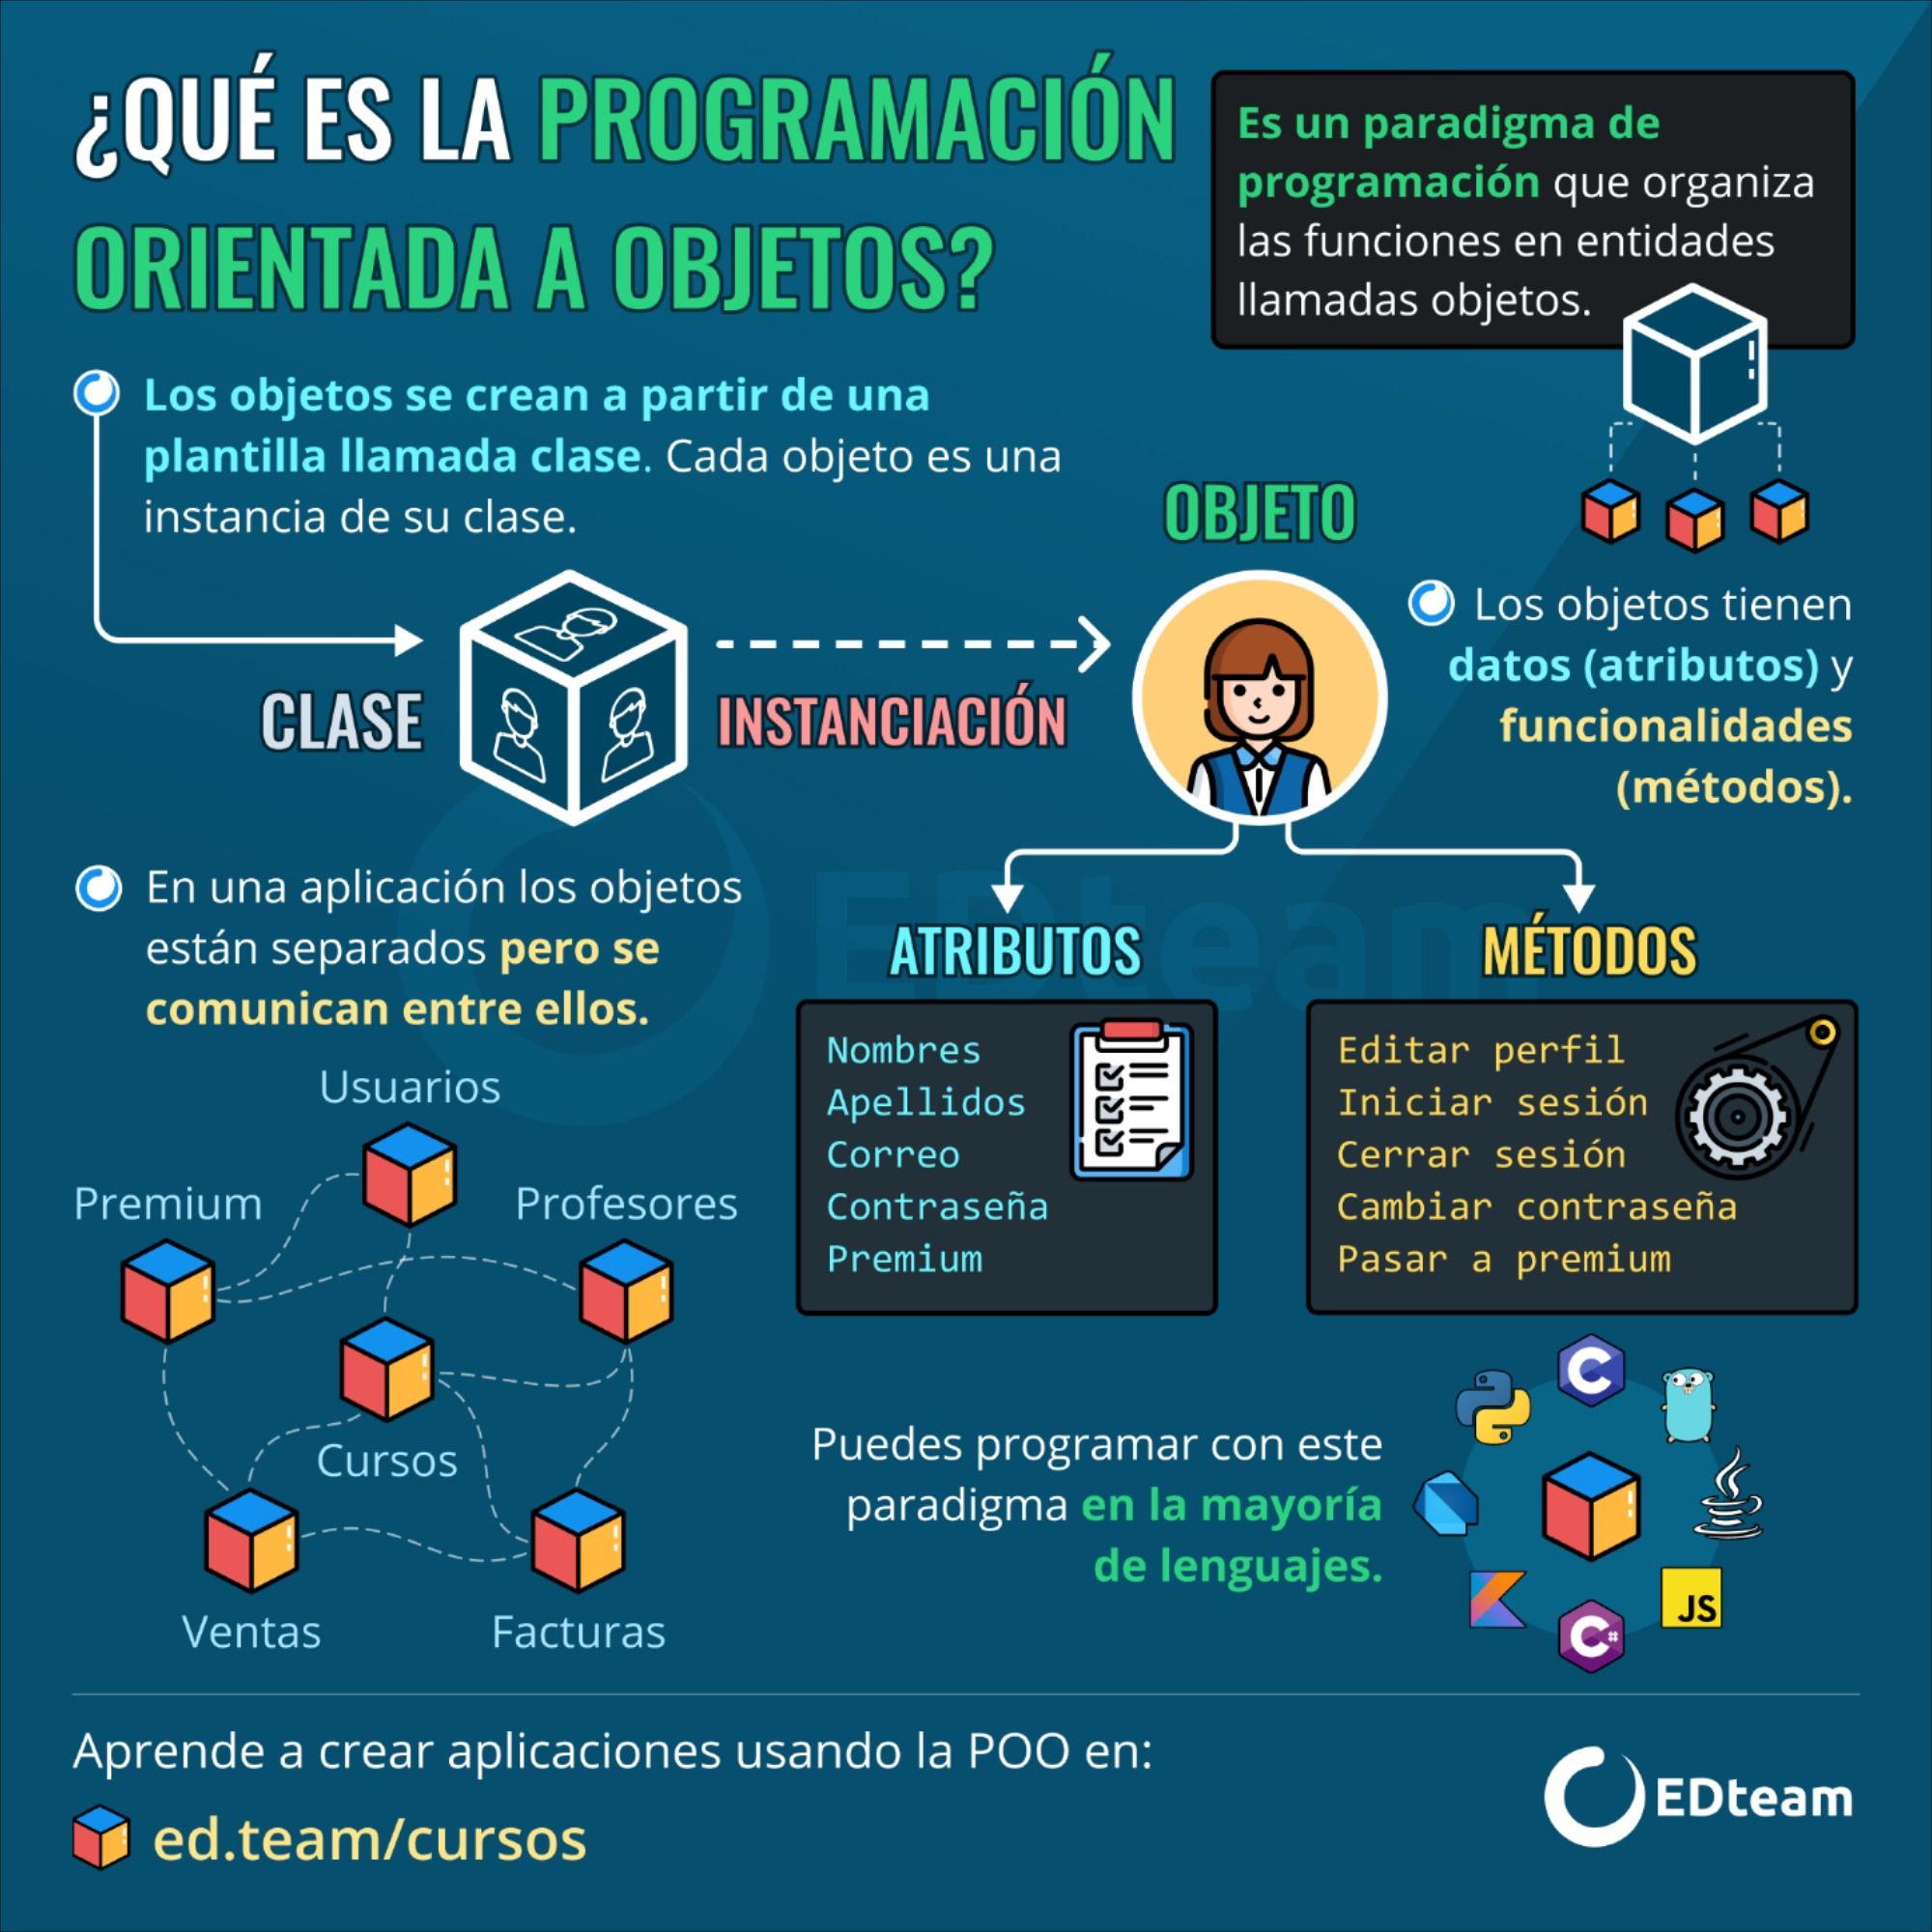 ¿QUÉ ES LA PROGRAMACIÓN
ORIENTADA A OBJETOS?
Es un paradigma de
programación que organiza
las funciones en entidades
llamadas objetos.
Los objetos se crean a partir de una
plantilla llamada clase. Cada objeto es una
instancia de su clase.
CLASE
INSTANCIACIÓN
OBJETO
Los objetos tienen
datos (atributos) y
funcionalidades
(métodos).
En una aplicación los objetos
están separados pero se
comunican entre ellos.
Usuarios
Premium
Profesores
Cursos
Ventas
Facturas
ATRIBUTOS
Nombres
Apellidos
Correo
Contraseña
Premium
MÉTODOS
Editar perfil
Iniciar sesión
Cerrar sesión
Cambiar contraseña
Pasar a premium
EDteam
Puedes programar con este
paradigma en la mayoría
de lenguajes.
C
JS
C#
Aprende a crear aplicaciones usando la POO en:
ed.team/cursos
EDteam